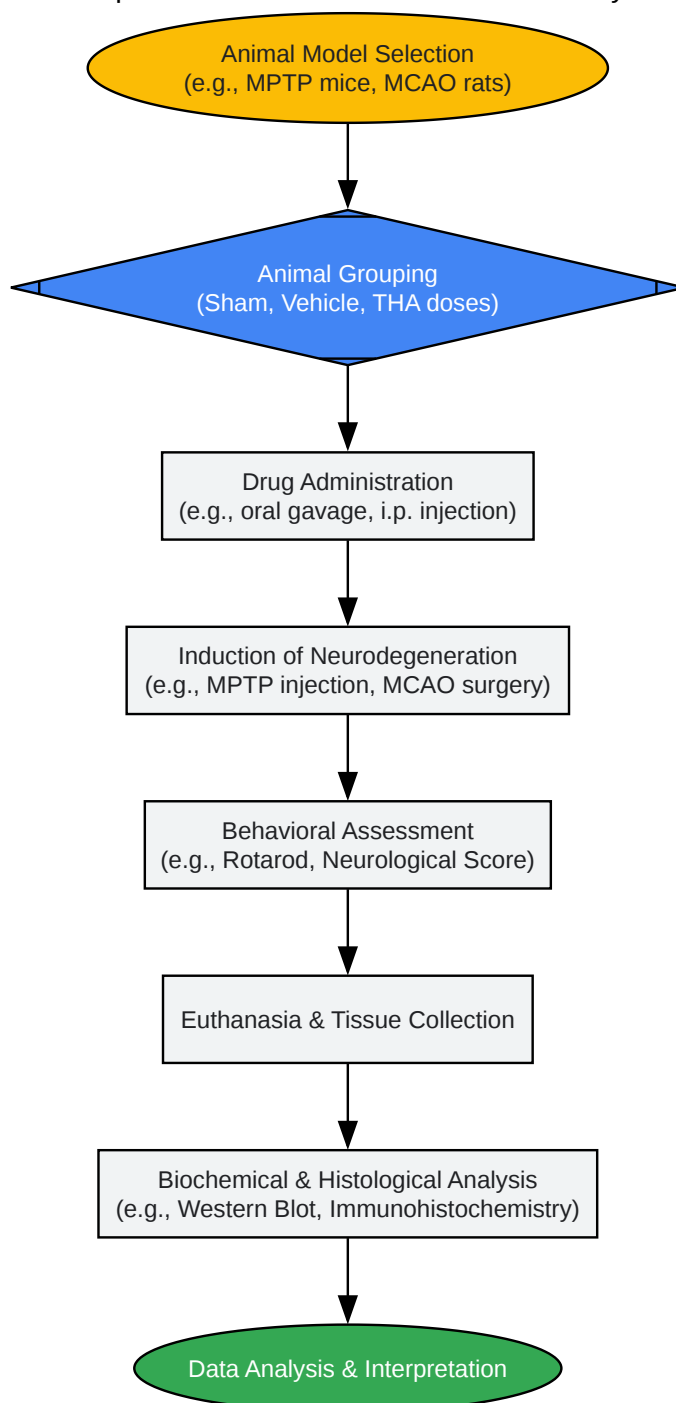 Animal Model Selection
(e.g., MPTP mice, MCAO rats)
Animal Grouping
(Sham, Vehicle, THA doses)
Drug Administration
(e.g., oral gavage, i.p. injection)
Induction of Neurodegeneration
(e.g., MPTP injection, MCAO surgery)
Behavioral Assessment
(e.g., Rotarod, Neurological Score)
Euthanasia & Tissue Collection
Biochemical & Histological Analysis
(e.g., Western Blot, Immunohistochemistry)
Data Analysis & Interpretation